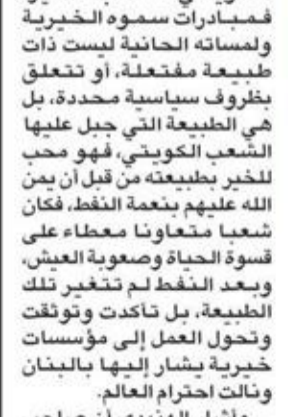 فمبادرات سموه الخيرية
ولمساته الحانية ليست ذات
طبيعة مفتعلة، أو تتعلق
بظروف سياسية محددة، بل
هي الطبيعة التي جبل عليها
الشعب الكويتي، فهو محب
للخير بطبيعته من قبل أن يمن
الله عليهم بنعمة النفط، فكان
شعبا متعاونا معطاء على
قسوة الحياة وصعوبة العيش،
وبعد النفط لم تتغير تلك
الطبيعة، بل تأكدت وتوثقت
وتحول العمل إلى مؤسسات
خيرية يشار إليها بالبنان
ونالت احترام العالم.